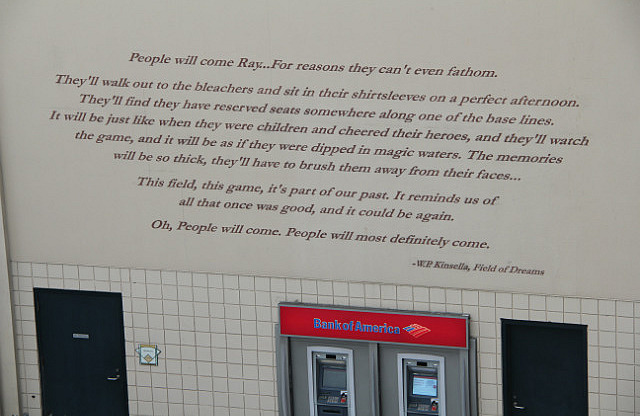 People will come Ray...For reasons they can't even fathom.
They'll walk out to the bleachers and sit in their shirtsleeves on a perfect afternoon.
They'll find they have reserved seats somewhere along one of the base lines.
It will be just like when they were children and cheered their heroes, and they'll watch
the game, and it will be as if they were dipped in magic waters. The memories
will be so thick, they'll have to brush them away from their faces...
This field, this game, it's part of our past. It reminds us of
all that once was good, and it could be again.
Oh, People will come. People will most definitely come.
-W.P. Kinsella, Field of Dreams
Bank of America